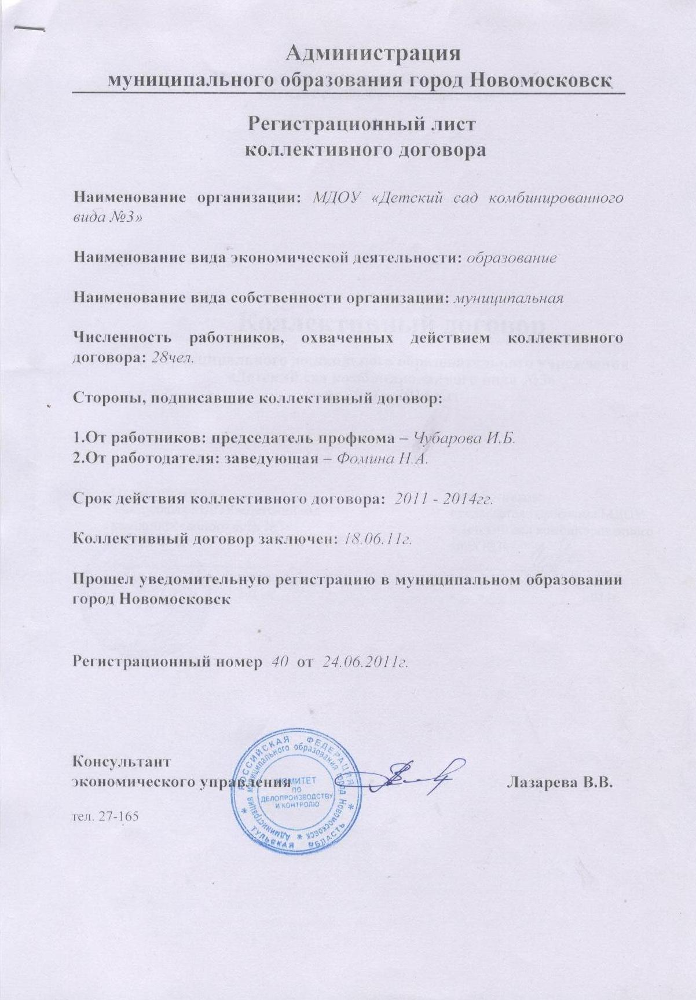 Администрация
муниципального образования город Новомосковск
Регистрационный лист
коллективного договора
Наименование организации: МДОУ «Детский сад комбинированного
вида №3»
Наименование вида экономической деятельности: образование
Наименование вида собственности организации: муниципальная
Численность работников, охваченных действием коллективного
договора: 28чел.
Стороны, подписавшие коллективный договор:
1.От работников: председатель профкома – Чубарова И.Б.
2.От работодателя: заведующая – Фомина Н.А.
Срок действия коллективного договора: 2011 - 2014гг.
Коллективный договор заключен: 18.06.11г.
Прошел уведомительную регистрацию в муниципальном образовании
город Новомосковск
Регистрационный номер 40 от 24.06.2011г.
Консультант
экономического управления Лазарева В.В.
тел. 27-165
РОССИЙСКАЯ ФЕДЕРАЦИЯ
ТУЛЬСКАЯ ОБЛАСТЬ
Администрация муниципального образования город Новомосковск
КОМИТЕТ
ПО
ДЕЛОПРОИЗВОДСТВУ
И КОНТРОЛЮ